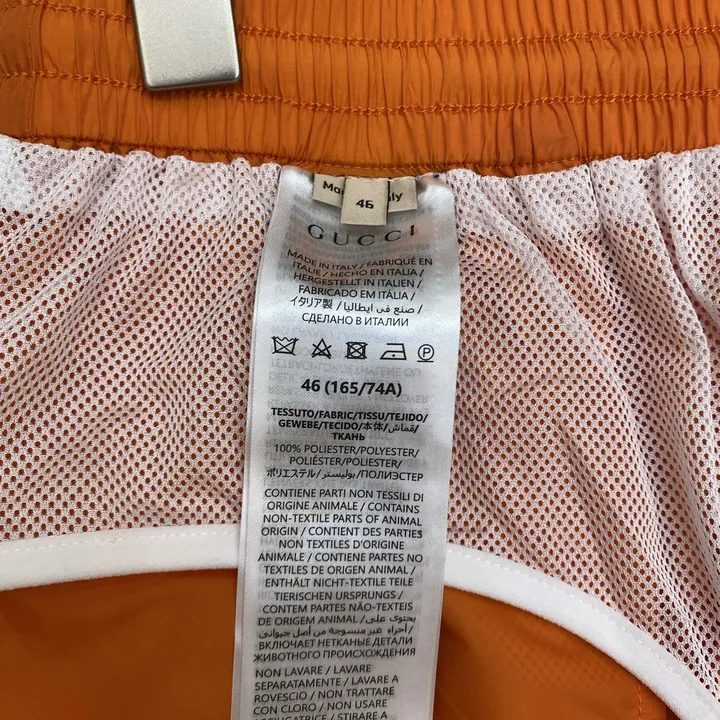 46
GUCCI
MADE IN ITALY / FABRIQUÉ EN
ITALIE / HECHO EN ITALIA /
HERGESTELLT IN ITALIEN /
FABRICADO EM ITÁLIA /
イタリア製 / صنع في ايطاليا /
СДЕЛАНО В ИТАЛИИ
46 (165/74A)
TESSUTO/FABRIC/TISSU/TEJIDO/
GEWEBE/TECIDO/本体/قماش/
ТКАНЬ
100% POLIESTER/POLYESTER/
POLIÉSTER/POLIESTER/
ポリエステル/بوليستر/ПОЛИЭСТЕР
CONTIENE PARTI NON TESSILI DI
ORIGINE ANIMALE / CONTAINS
NON-TEXTILE PARTS OF ANIMAL
ORIGIN / CONTIENT DES PARTIES
NON TEXTILES D'ORIGINE
ANIMALE / CONTIENE PARTES NO
TEXTILES DE ORIGEN ANIMAL /
ENTHÄLT NICHT-TEXTILE TEILE
TIERISCHEN URSPRUNGS /
CONTEM PARTES NÃO-TEXTEIS
DE ORIGEM ANIMAL / يحتوي على
أجزاء غير منسوجة من أصل حيواني /
ВКЛЮЧАЕТ НЕТКАНЫЕ ДЕТАЛИ
ЖИВОТНОГО ПРОИСХОЖДЕНИЯ
NON LAVARE / LAVARE
SEPARATAMENTE / LAVARE A
ROVESCIO / NON TRATTARE
CON CLORO / NON USARE